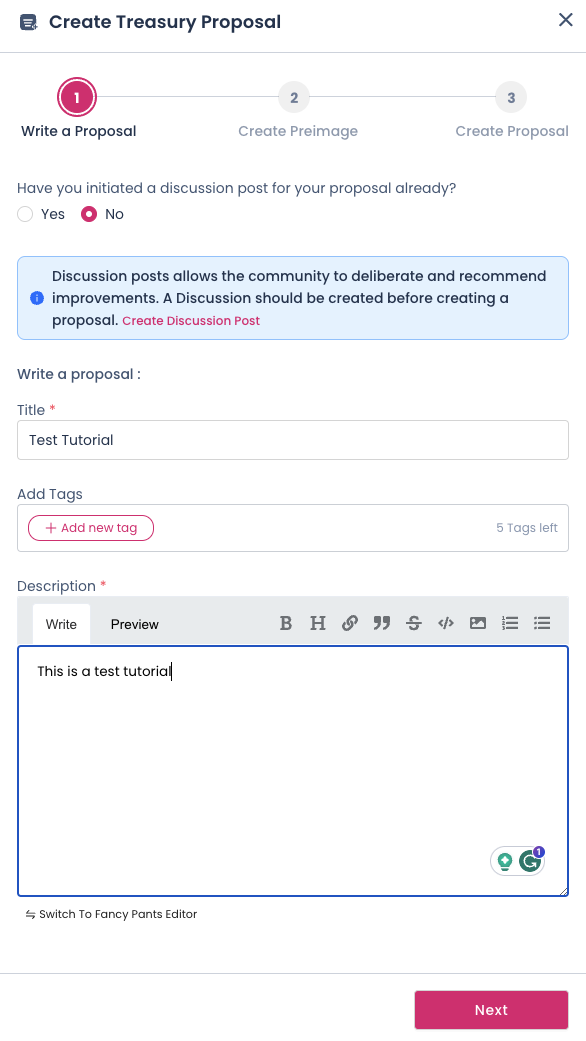 Create Treasury Proposal
1
2
3
Write a Proposal
Create Preimage
Create Proposal
Have you initiated a discussion post for your proposal already?
Yes
No
Discussion posts allows the community to deliberate and recommend
improvements. A Discussion should be created before creating a
proposal. Create Discussion Post
Write a proposal :
Title *
Test Tutorial
Add Tags
+ Add new tag
5 Tags left
Description *
Write
Preview
B
H
This is a test tutorial
1
⇋ Switch To Fancy Pants Editor
Next